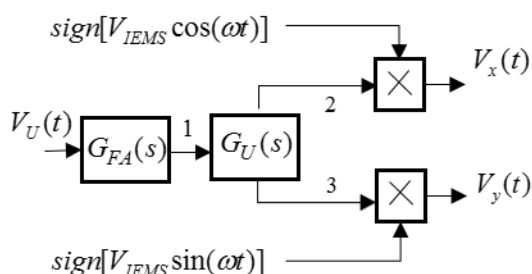 sign[V_IEMS cos(ωt)]
V_x(t)
2
V_U(t)
G_FA(s)
1
G_U(s)
3
V_y(t)
sign[V_IEMS sin(ωt)]